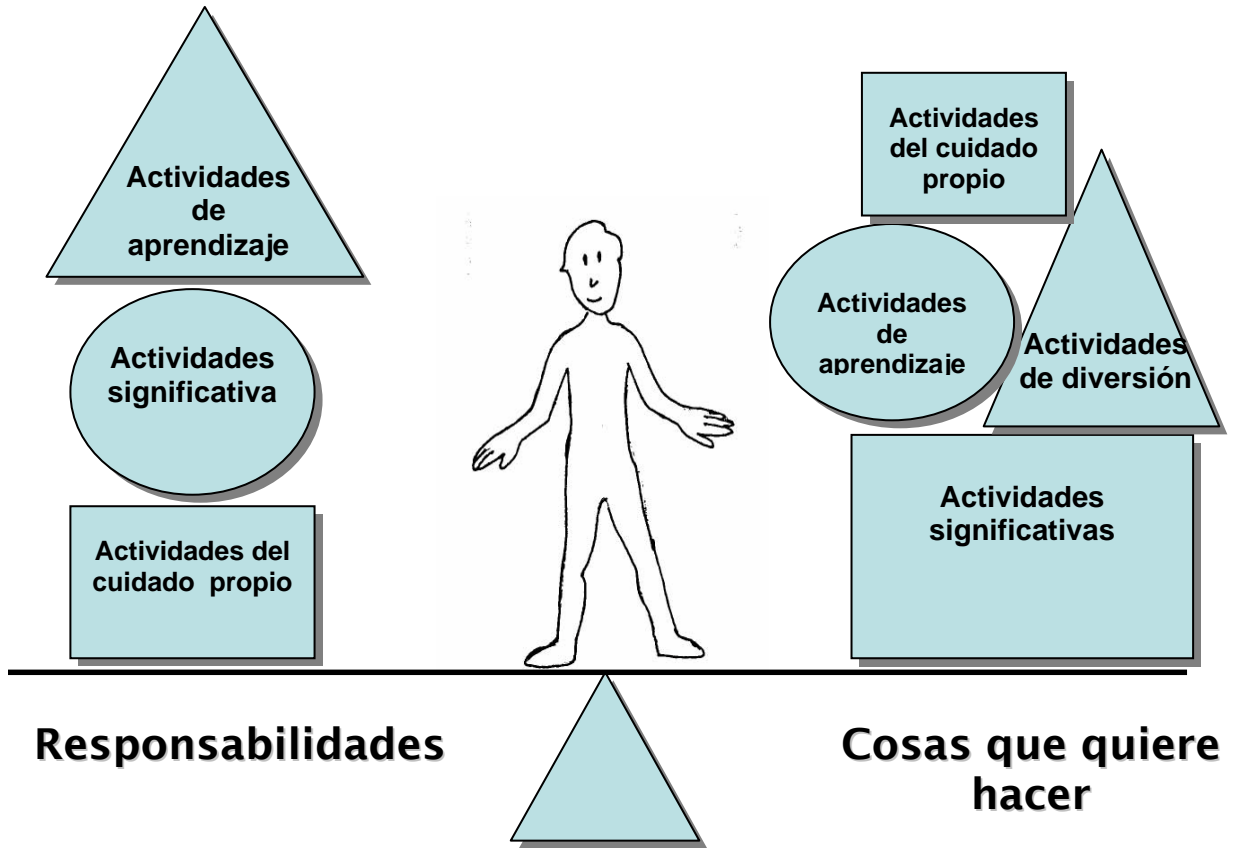 Actividades
de
aprendizaje
Actividades
significativa
Actividades del
cuidado propio
Responsabilidades
Actividades
del cuidado
propio
Actividades
de
aprendizaje
Actividades
de diversión
Actividades
significativas
Cosas que quiere
hacer